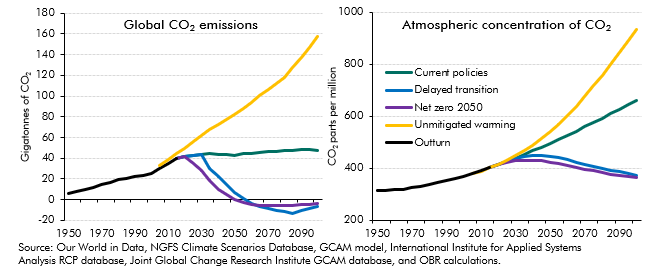 Global CO2 emissions
Gigatonnes of CO2
180
160
140
120
100
80
60
40
20
0
-20
1950 1970 1990 2010 2030 2050 2070 2090
Atmospheric concentration of CO2
CO2 parts per million
1000
800
600
400
200
Current policies
Delayed transition
Net zero 2050
Unmitigated warming
Outturn
1950 1970 1990 2010 2030 2050 2070 2090
Source: Our World in Data, NGFS Climate Scenarios Database, GCAM model, International Institute for Applied Systems
Analysis RCP database, Joint Global Change Research Institute GCAM database, and OBR calculations.